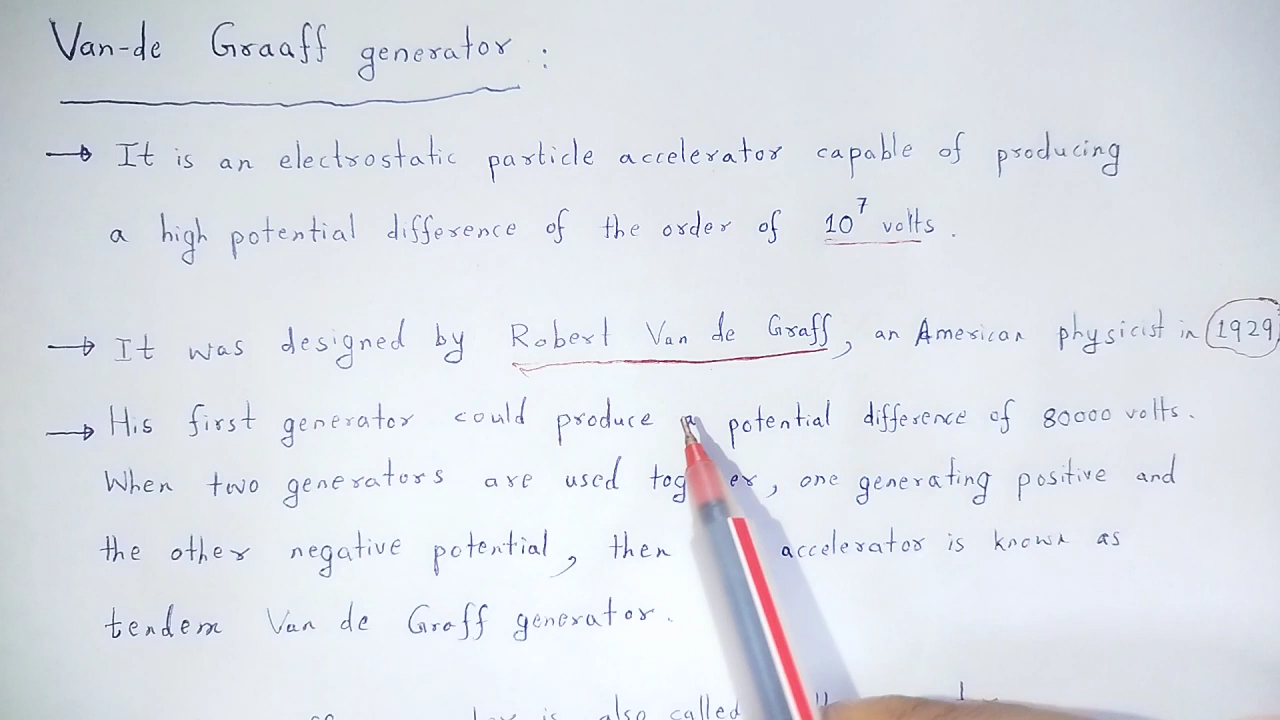 Van-de Graaff generator :
→ It is an electrostatic particle accelerator capable of producing
a high potential difference of the order of 10⁷ volts .
→ It was designed by Robert Van de Graff, an American physicist in 1929
→ His first generator could produce a potential difference of 80000 volts.
When two generators are used tog er, one generating positive and
the other negative potential, then accelerator is known as
tendem Van de Graff generator.
is also called